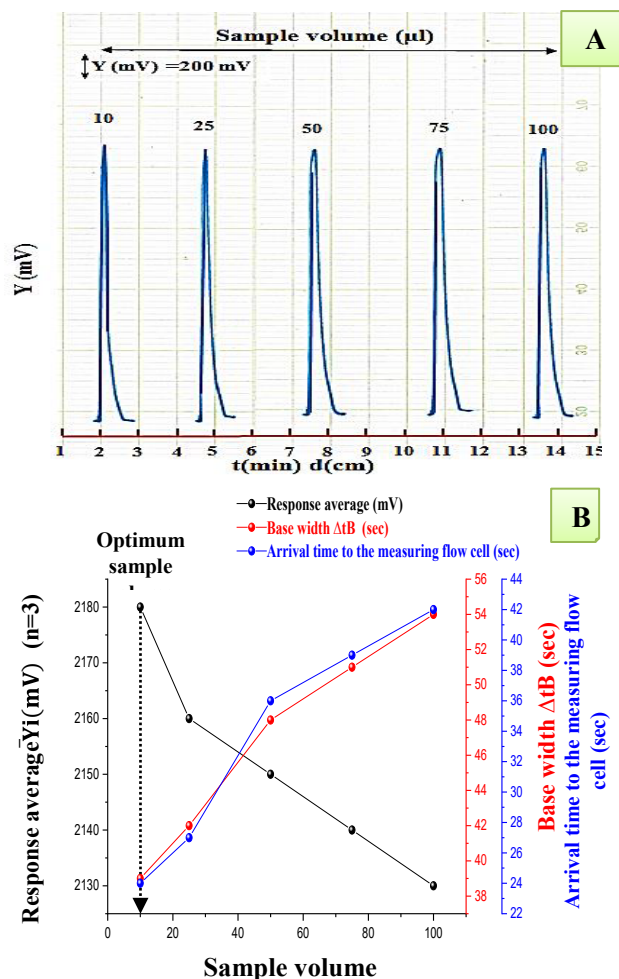 A
Sample volume (µl)
Y (mV) =200 mV
10 25 50 75 100
Y (mV)
1 2 3 4 5 6 7 8 9 10 11 12 13 14 15
t(min) d(cm)
B
Response average (mV)
Base width ΔtB (sec)
Arrival time to the measuring flow cell (sec)
Optimum
sample
2180
2170
2160
2150
2140
2130
Response averageȲi(mV) (n=3)
0 20 40 60 80 100
Sample volume
56
54
52
50
48
46
44
42
40
38
Base width ΔtB (sec)
44
42
40
38
36
34
32
30
28
26
24
22
Arrival time to the measuring flow
cell (sec)